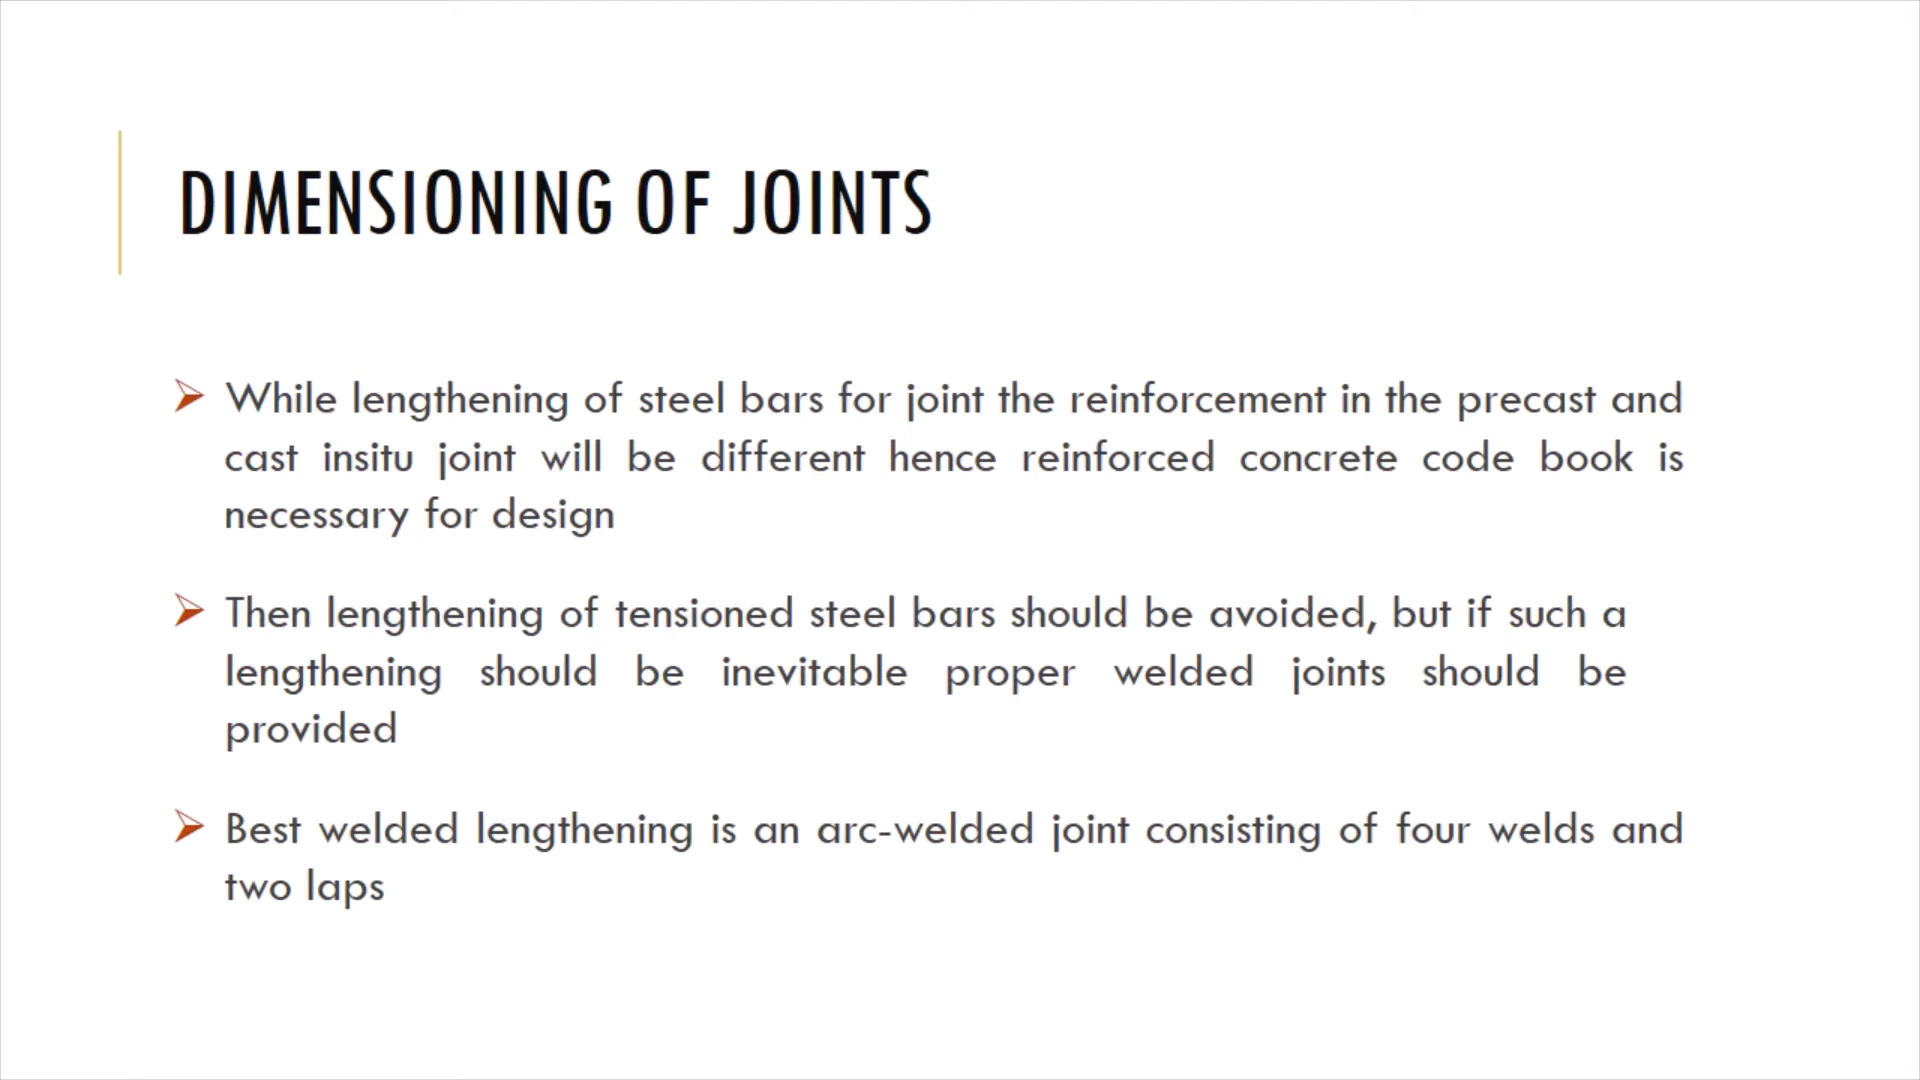 DIMENSIONING OF JOINTS
While lengthening of steel bars for joint the reinforcement in the precast and
cast insitu joint will be different hence reinforced concrete code book is
necessary for design
Then lengthening of tensioned steel bars should be avoided, but if such a
lengthening should be inevitable proper welded joints should be
provided
Best welded lengthening is an arc-welded joint consisting of four welds and
two laps